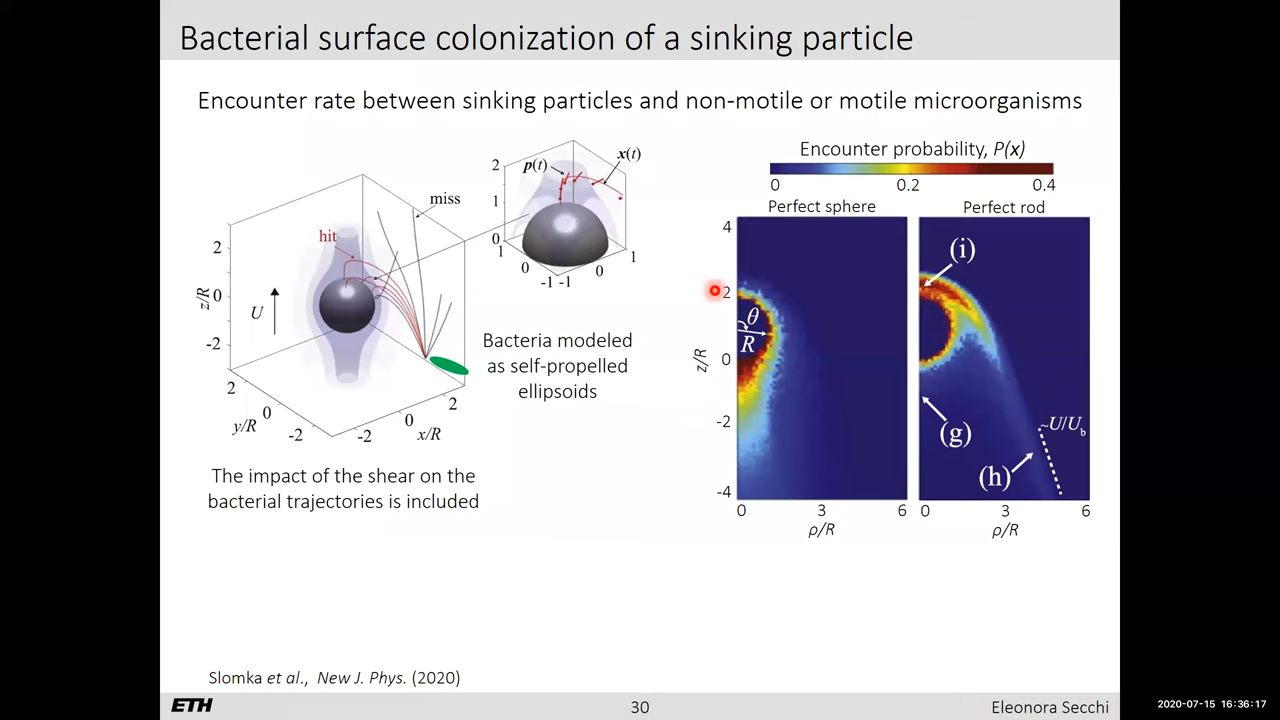 Bacterial surface colonization of a sinking particle
Encounter rate between sinking particles and non-motile or motile microorganisms
miss
hit
U
z/R
2
0
-2
2
0
-2
y/R
-2
0
2
x/R
p(t)
x(t)
2
1
0
1
0
-1
-1
0
1
Bacteria modeled
as self-propelled
ellipsoids
The impact of the shear on the
bacterial trajectories is included
Encounter probability, P(x)
0
0.2
0.4
Perfect sphere
Perfect rod
4
2
0
-2
-4
z/R
θ
R
(i)
(g)
(h)
~U/Ub
0
3
6
0
3
6
ρ/R
ρ/R
Slomka et al., New J. Phys. (2020)
ETH
30
Eleonora Secchi
2020-07-15 16:36:17